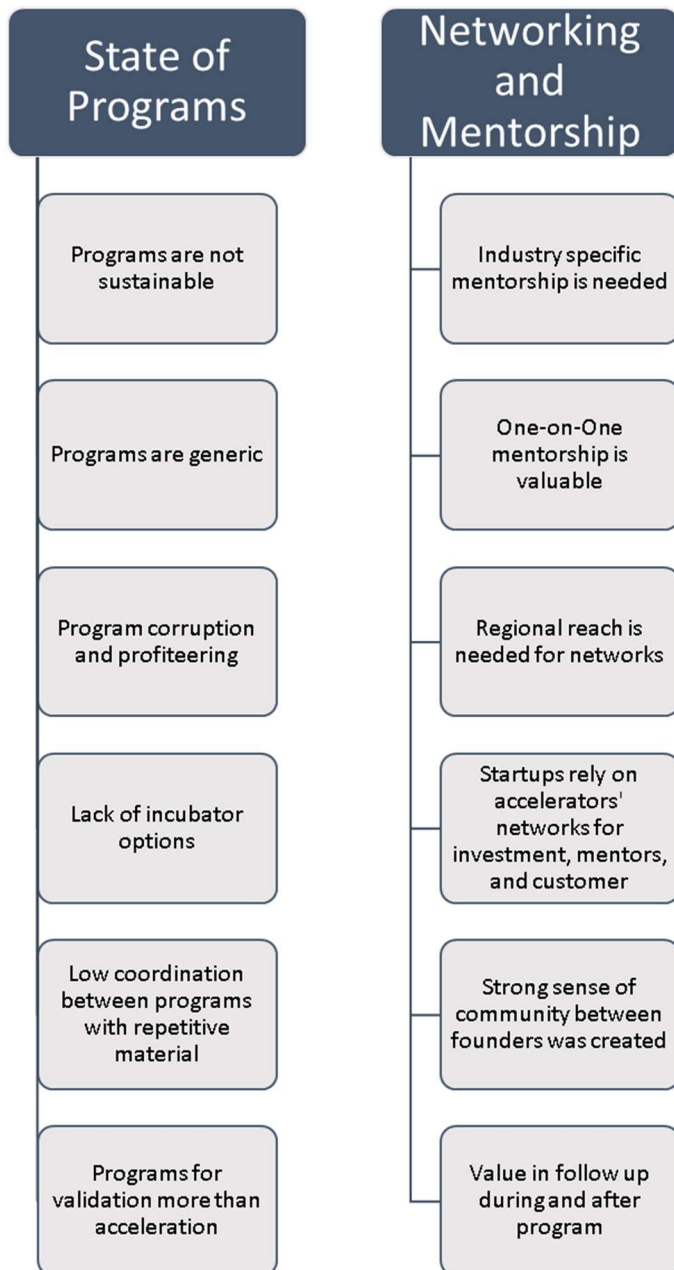 State of
Programs
Programs are not
sustainable
Programs are generic
Program corruption
and profiteering
Lack of incubator
options
Low coordination
between programs
with repetitive
material
Programs for
validation more than
acceleration
Networking
and
Mentorship
Industry specific
mentorship is needed
One-on-One
mentorship is
valuable
Regional reach is
needed for networks
Startups rely on
accelerators'
networks for
investment, mentors,
and customer
Strong sense of
community between
founders was created
Value in follow up
during and after
program